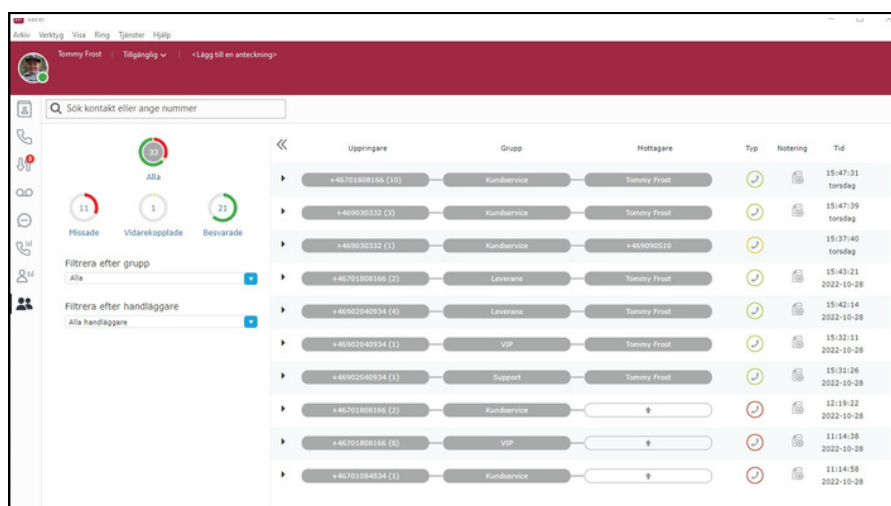 Arkiv Verktyg Visa Ring Tjänster Hjälp
Tommy Frost Tillgänglig <Lägg till en anteckning>
Sök kontakt eller ange nummer
33
Alla
11 1 21
Missade Vidarekopplade Besvarade
Filtrera efter grupp
Alla
Filtrera efter handläggare
Alla handläggare
Uppringare Grupp Mottagare Typ Notering Tid
+46701808166 (10) Kundservice Tommy Frost 15:47:31
torsdag
+469030332 (3) Kundservice Tommy Frost 15:47:39
torsdag
+469030332 (1) Kundservice +469090510 15:37:40
torsdag
+46701808166 (2) Leverans Tommy Frost 15:43:21
2022-10-28
+46902040934 (4) Leverans Tommy Frost 15:42:14
2022-10-28
+46902040934 (1) VIP Tommy Frost 15:32:11
2022-10-28
+46902040934 (1) Support Tommy Frost 15:31:26
2022-10-28
+46701808166 (2) Kundservice 12:19:22
2022-10-28
+46701808166 (8) VIP 11:14:38
2022-10-28
+46701084834 (1) Kundservice 11:14:58
2022-10-28